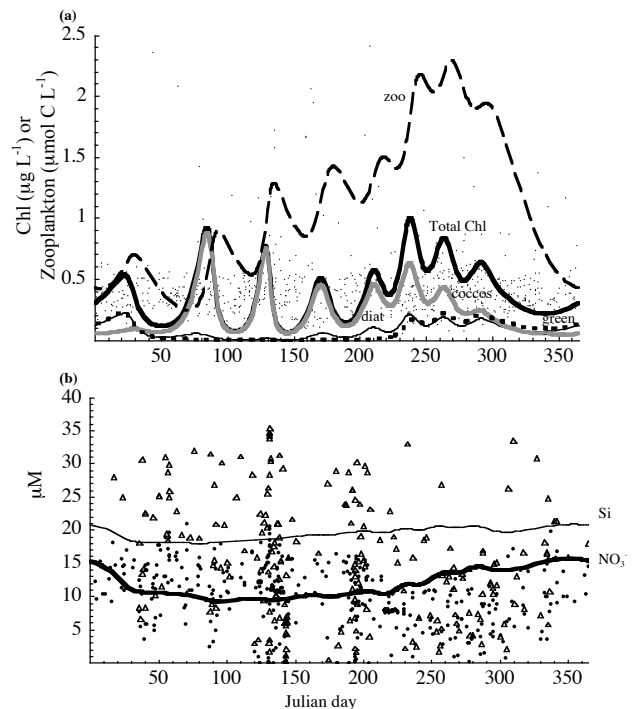 (a)
2.5
2
1.5
1
0.5
Chl (µg L-1) or
Zooplankton (µmol C L-1)
zoo
Total Chl
coccos
diat
green
50 100 150 200 250 300 350
(b)
40
35
30
25
20
15
10
5
µM
Si
NO3-
50 100 150 200 250 300 350
Julian day